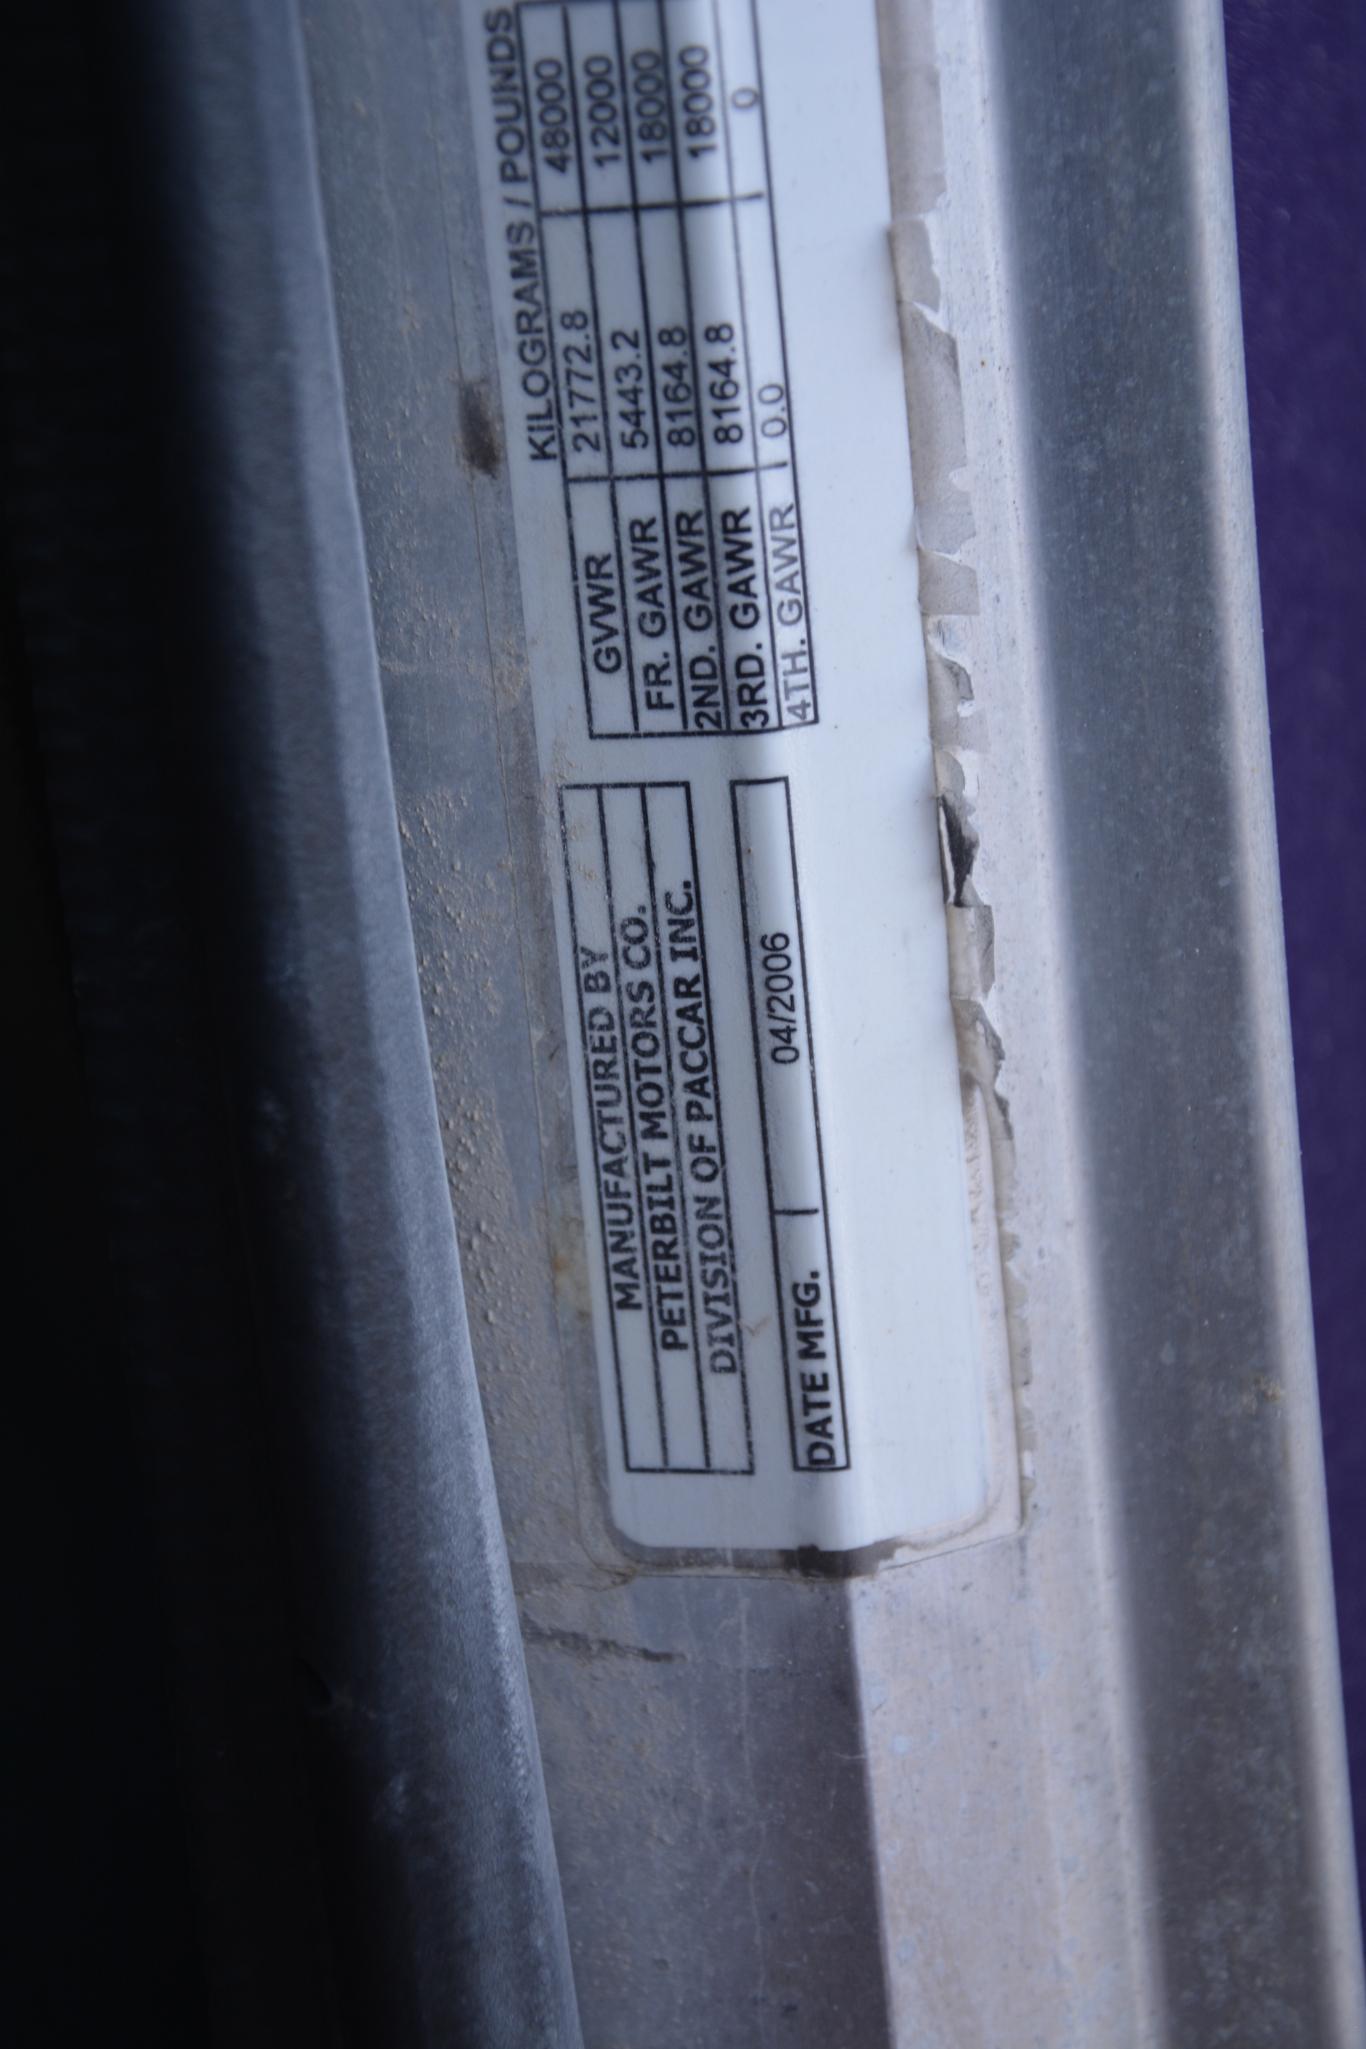 MANUFACTURED BY
PETERBILT MOTORS CO.
DIVISION OF PACCAR INC.
DATE MFG. 04/2006
KILOGRAMS / POUNDS
GVWR 21772.8 48000
FR. GAWR 5443.2 12000
2ND. GAWR 8164.8 18000
3RD. GAWR 8164.8 18000
4TH. GAWR 0.0 0